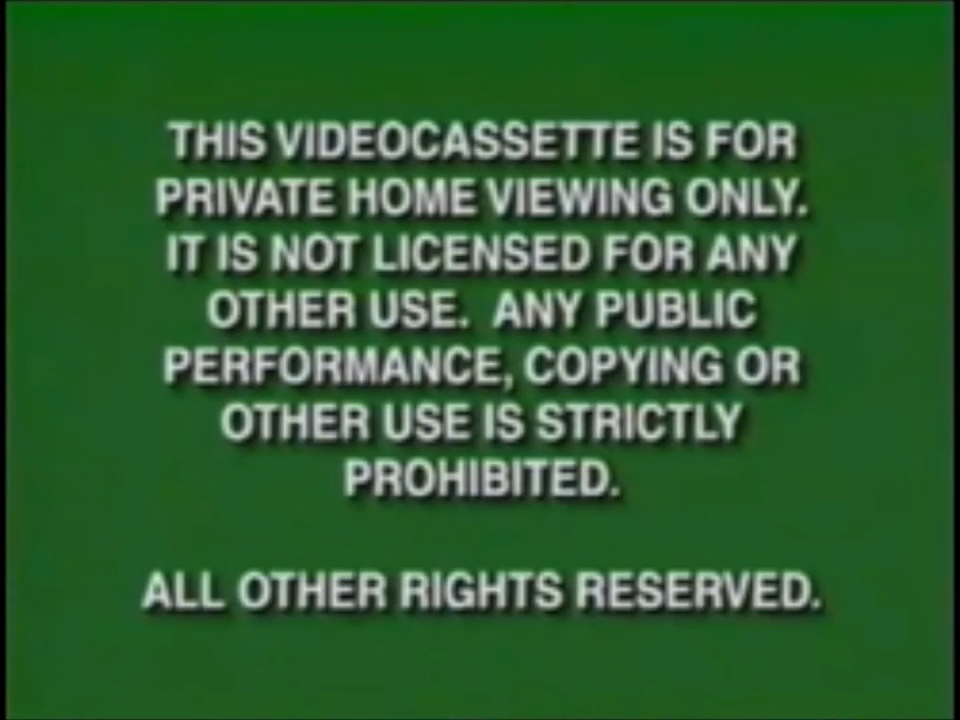 THIS VIDEOCASSETTE IS FOR
PRIVATE HOME VIEWING ONLY.
IT IS NOT LICENSED FOR ANY
OTHER USE.  ANY PUBLIC
PERFORMANCE, COPYING OR
OTHER USE IS STRICTLY
PROHIBITED.
ALL OTHER RIGHTS RESERVED.